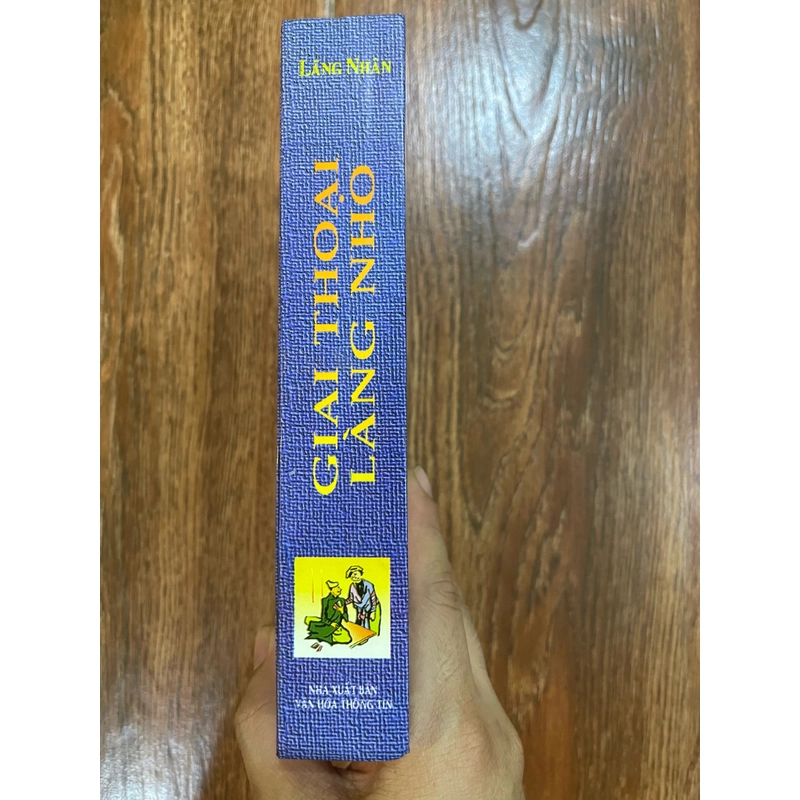 LÃNG NHÂN
GIAI THOẠI
LÀNG NHO
NHÀ XUẤT BẢN
VĂN HÓA THÔNG TIN